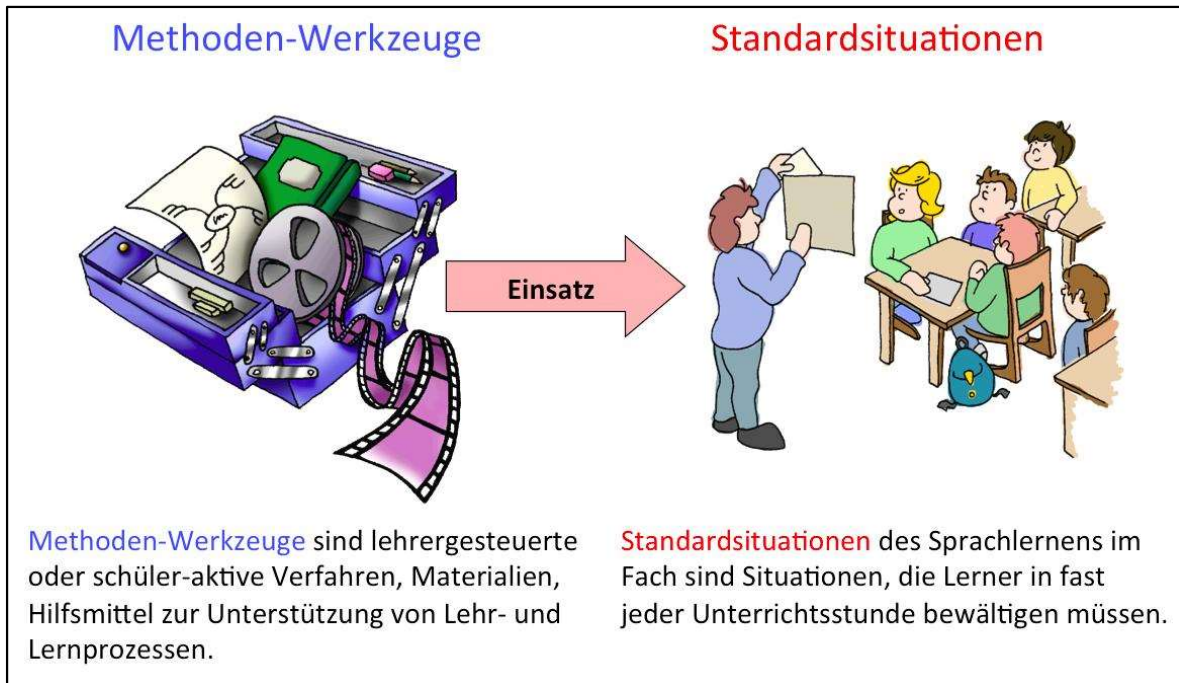 Methoden-Werkzeuge
Standardsituationen
Einsatz
Methoden-Werkzeuge sind lehrergesteuerte
oder schüler-aktive Verfahren, Materialien,
Hilfsmittel zur Unterstützung von Lehr- und
Lernprozessen.
Standardsituationen des Sprachlernens im
Fach sind Situationen, die Lerner in fast
jeder Unterrichtsstunde bewältigen müssen.